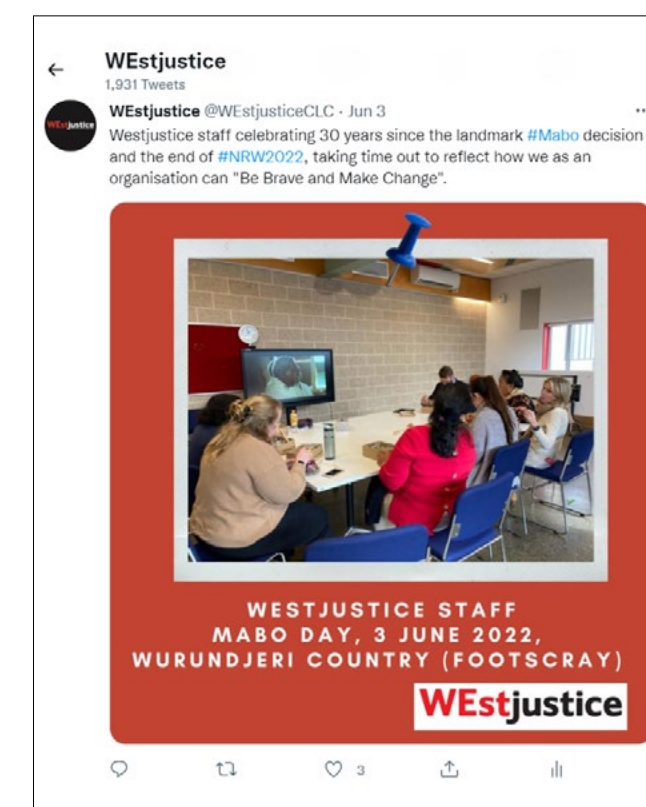 WEstjustice
1,931 Tweets
WEstjustice @WEstjusticeCLC · Jun 3
Westjustice staff celebrating 30 years since the landmark #Mabo decision
and the end of #NRW2022, taking time out to reflect how we as an
organisation can "Be Brave and Make Change".
WEstjustice
WESTJUSTICE STAFF
MABO DAY, 3 JUNE 2022,
WURUNDJERI COUNTRY (FOOTSCRAY)
WEstjustice
3